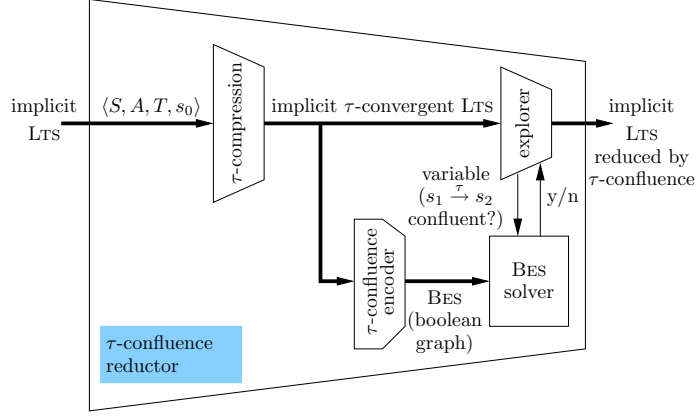 implicit
LTS
⟨S, A, T, s₀⟩
τ-compression
implicit τ-convergent LTS
explorer
implicit
LTS
reduced by
τ-confluence
variable
(s₁ →τ s₂
confluent?)
y/n
τ-confluence
encoder
BES
(boolean
graph)
BES
solver
τ-confluence
reductor